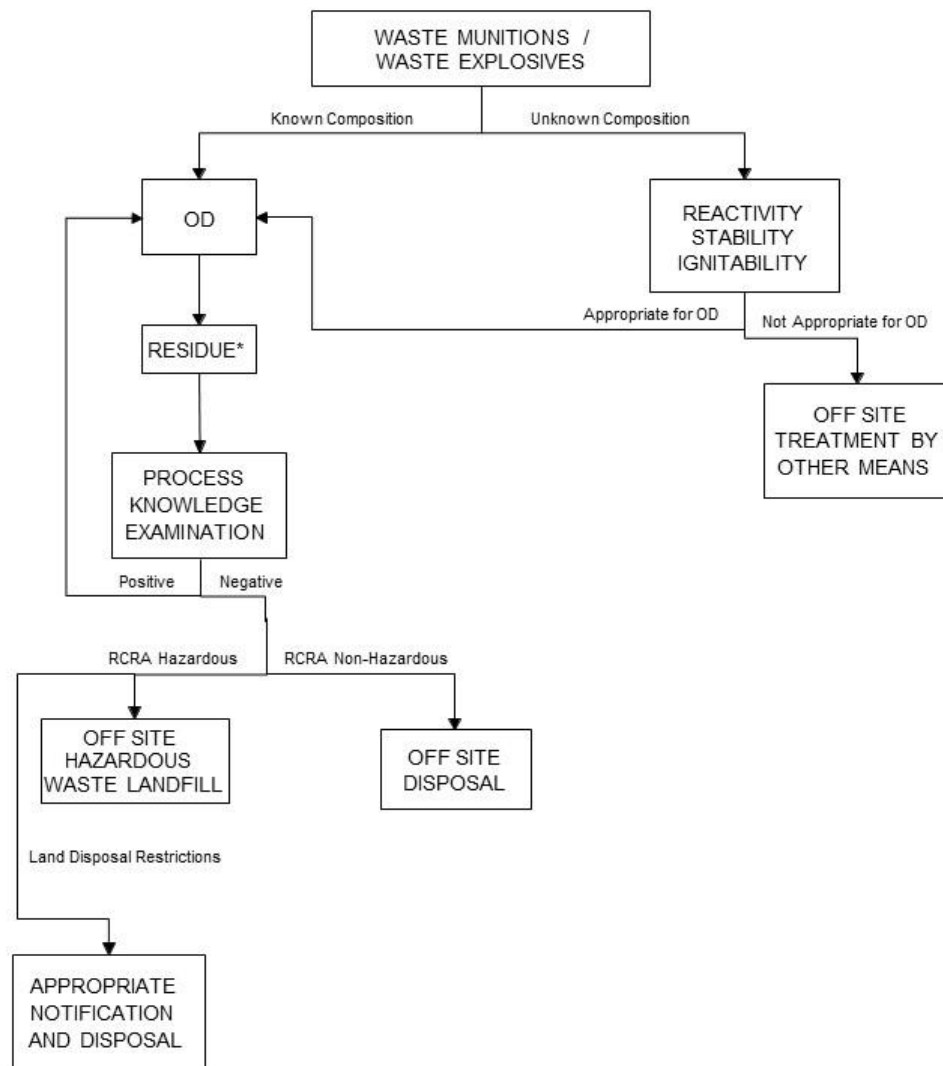 WASTE MUNITIONS /
WASTE EXPLOSIVES
Known Composition
Unknown Composition
OD
REACTIVITY
STABILITY
IGNITABILITY
Appropriate for OD
Not Appropriate for OD
RESIDUE*
OFF SITE
TREATMENT BY
OTHER MEANS
PROCESS
KNOWLEDGE
EXAMINATION
Positive
Negative
RCRA Hazardous
RCRA Non-Hazardous
OFF SITE
HAZARDOUS
WASTE LANDFILL
OFF SITE
DISPOSAL
Land Disposal Restrictions
APPROPRIATE
NOTIFICATION
AND DISPOSAL